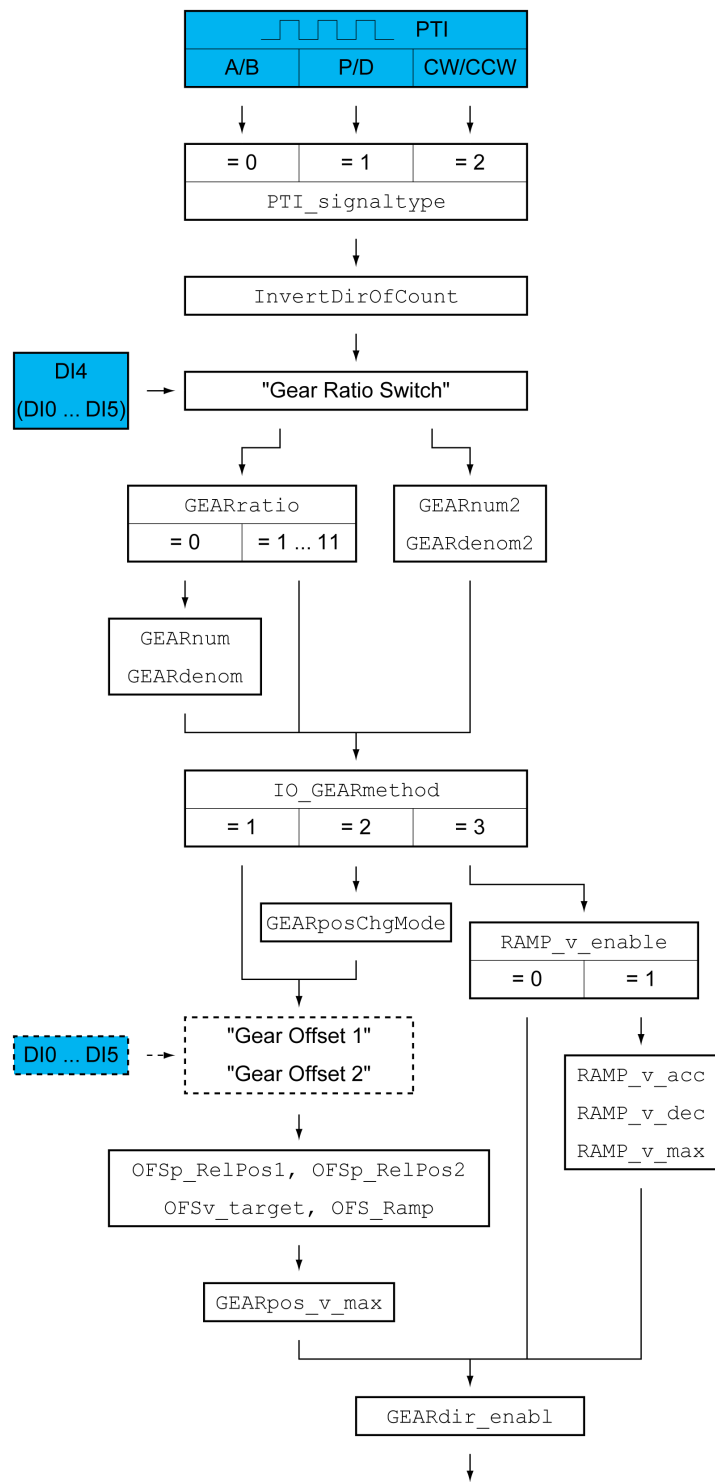 PTI
A/B P/D CW/CCW
= 0 = 1 = 2
PTI_signaltype
InvertDirOfCount
DI4
(DI0 ... DI5)
"Gear Ratio Switch"
GEARratio
= 0 = 1 ... 11
GEARnum2
GEARdenom2
GEARnum
GEARdenom
IO_GEARmethod
= 1 = 2 = 3
GEARposChgMode
RAMP_v_enable
= 0 = 1
DI0 ... DI5
"Gear Offset 1"
"Gear Offset 2"
RAMP_v_acc
RAMP_v_dec
RAMP_v_max
OFSp_RelPos1, OFSp_RelPos2
OFSv_target, OFS_Ramp
GEARpos_v_max
GEARdir_enabl